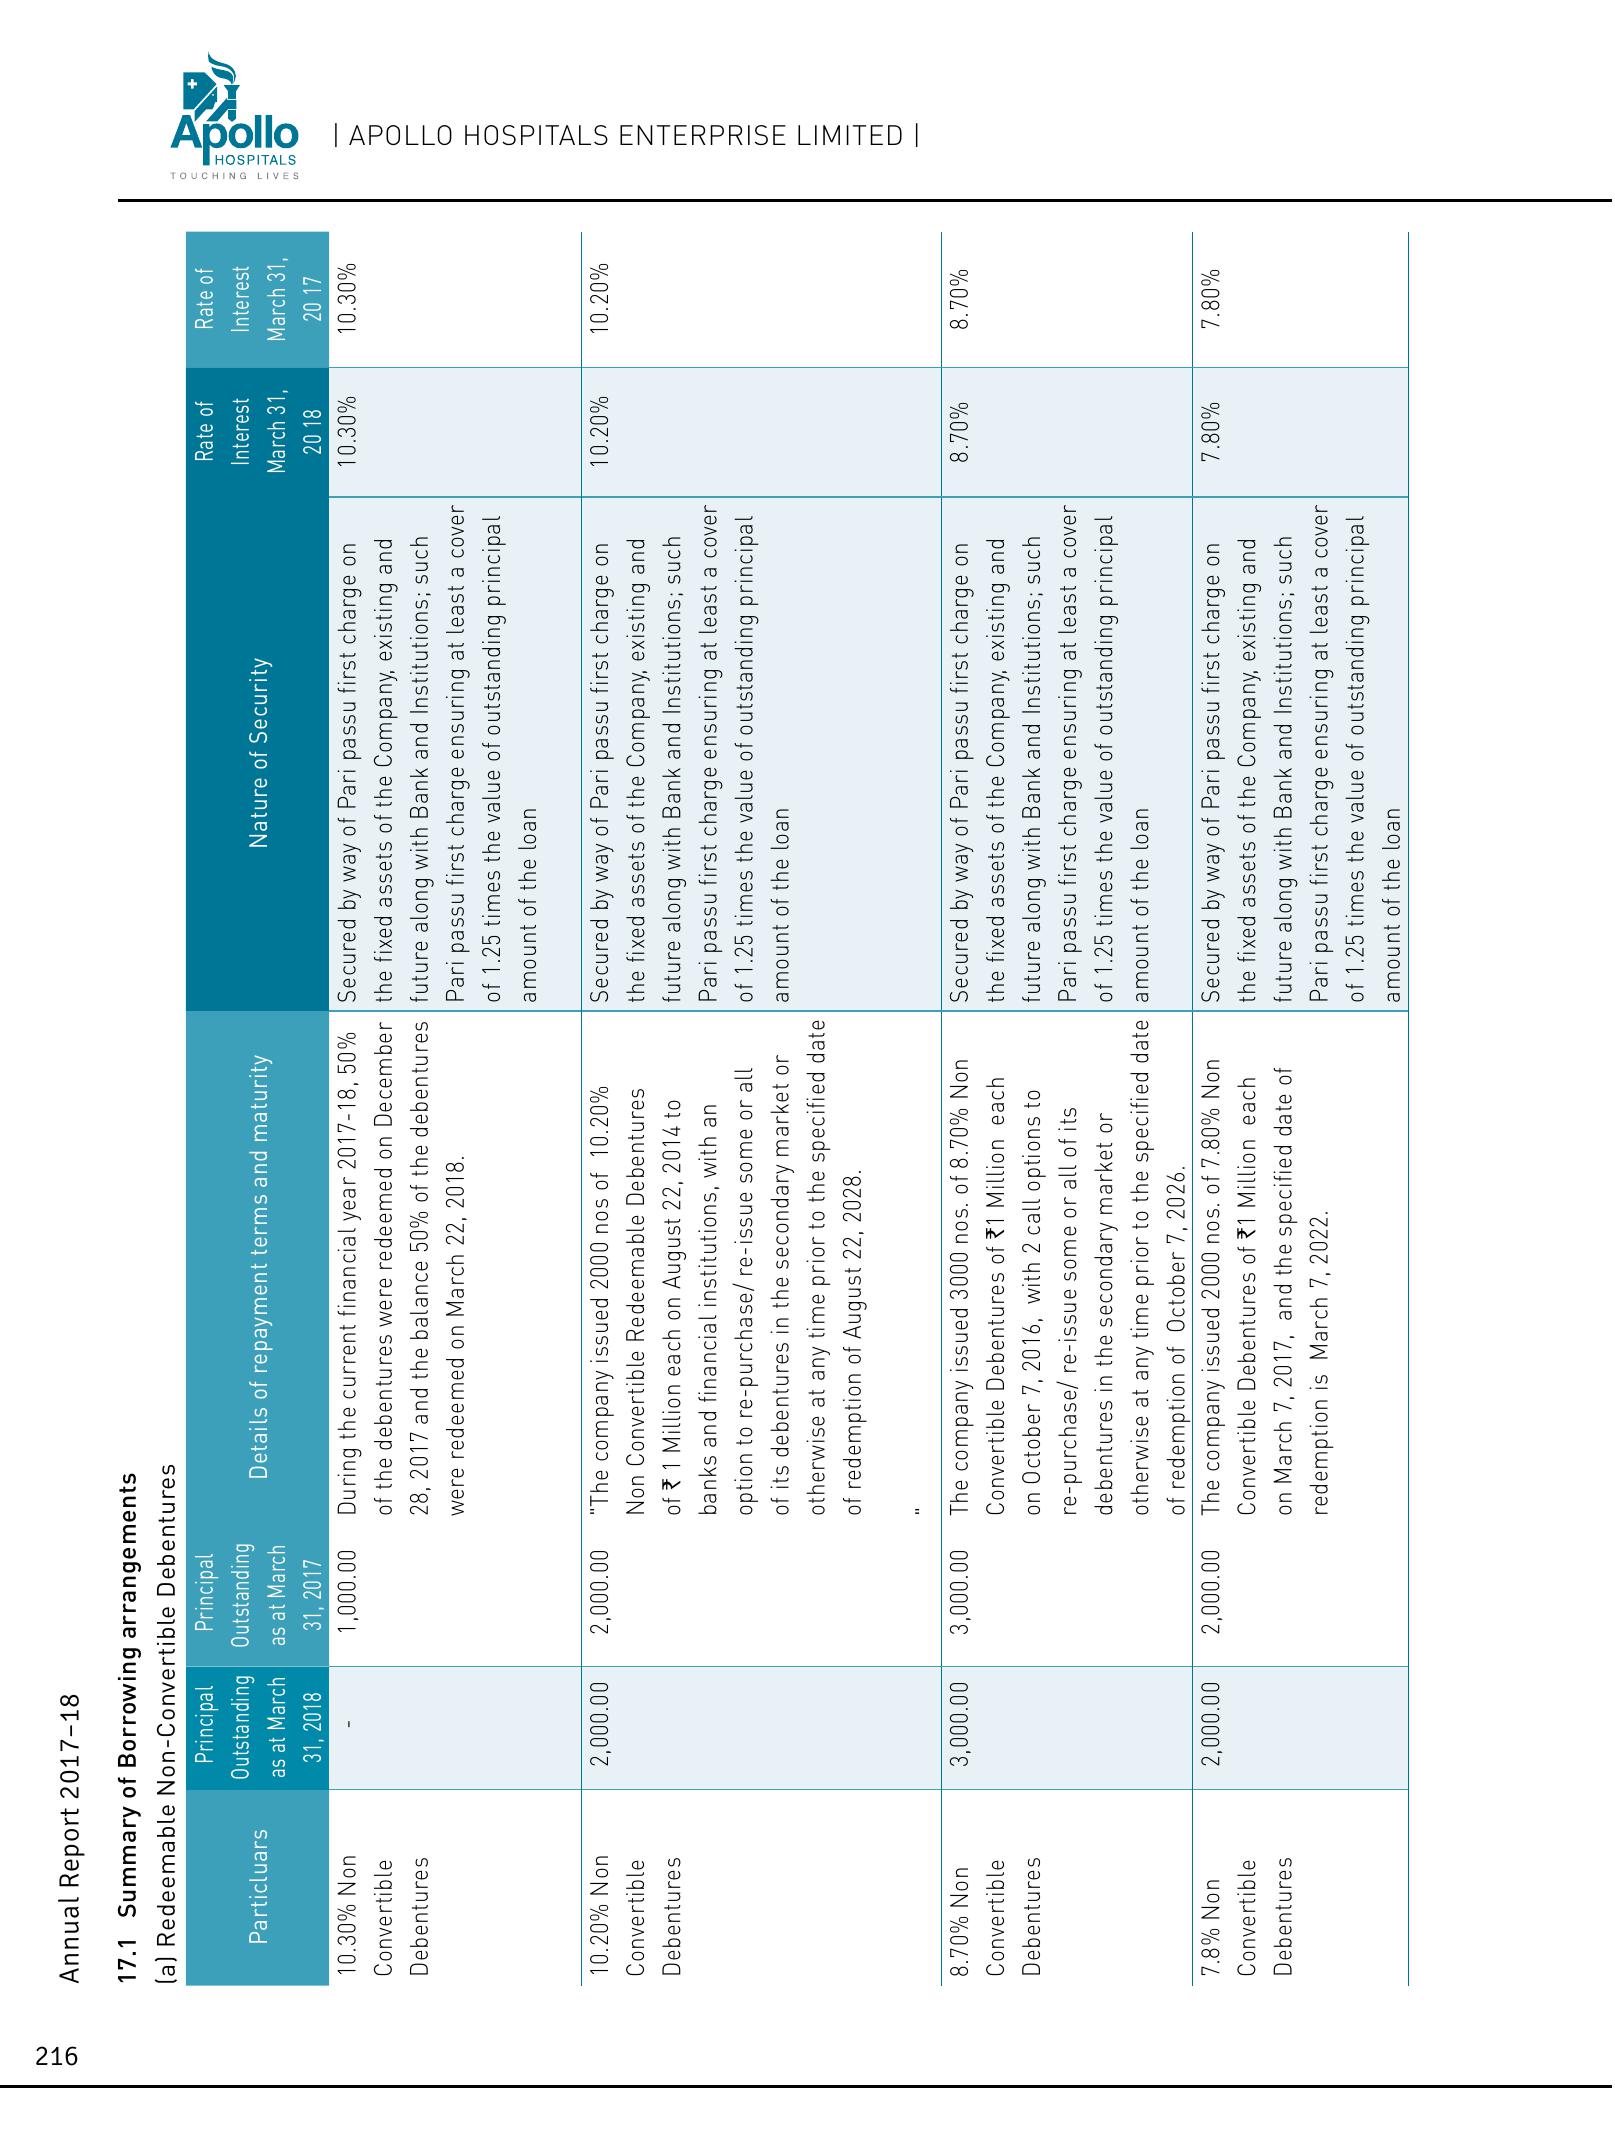 Apollo
HOSPITALS
TOUCHING LIVES
| APOLLO HOSPITALS ENTERPRISE LIMITED |
216
Annual Report 2017–18
17.1 Summary of Borrowing arrangements
(a) Redeemable Non-Convertible Debentures
Particluars
Principal
Outstanding
as at March
31, 2018
Principal
Outstanding
as at March
31, 2017
Details of repayment terms and maturity
Nature of Security
Rate of
Interest
March 31,
20 18
Rate of
Interest
March 31,
20 17
10.30% Non
Convertible
Debentures
-
1,000.00
During the current financial year 2017-18, 50%
of the debentures were redeemed on December
28, 2017 and the balance 50% of the debentures
were redeemed on March 22, 2018.
Secured by way of Pari passu first charge on
the fixed assets of the Company, existing and
future along with Bank and Institutions; such
Pari passu first charge ensuring at least a cover
of 1.25 times the value of outstanding principal
amount of the loan
10.30%
10.30%
10.20% Non
Convertible
Debentures
2,000.00
2,000.00
"The company issued 2000 nos of 10.20%
Non Convertible Redeemable Debentures
of ₹ 1 Million each on August 22, 2014 to
banks and financial institutions, with an
option to re-purchase/ re-issue some or all
of its debentures in the secondary market or
otherwise at any time prior to the specified date
of redemption of August 22, 2028.
"
Secured by way of Pari passu first charge on
the fixed assets of the Company, existing and
future along with Bank and Institutions; such
Pari passu first charge ensuring at least a cover
of 1.25 times the value of outstanding principal
amount of the loan
10.20%
10.20%
8.70% Non
Convertible
Debentures
3,000.00
3,000.00
The company issued 3000 nos. of 8.70% Non
Convertible Debentures of ₹1 Million each
on October 7, 2016, with 2 call options to
re-purchase/ re-issue some or all of its
debentures in the secondary market or
otherwise at any time prior to the specified date
of redemption of October 7, 2026.
Secured by way of Pari passu first charge on
the fixed assets of the Company, existing and
future along with Bank and Institutions; such
Pari passu first charge ensuring at least a cover
of 1.25 times the value of outstanding principal
amount of the loan
8.70%
8.70%
7.8% Non
Convertible
Debentures
2,000.00
2,000.00
The company issued 2000 nos. of 7.80% Non
Convertible Debentures of ₹1 Million each
on March 7, 2017, and the specified date of
redemption is March 7, 2022.
Secured by way of Pari passu first charge on
the fixed assets of the Company, existing and
future along with Bank and Institutions; such
Pari passu first charge ensuring at least a cover
of 1.25 times the value of outstanding principal
amount of the loan
7.80%
7.80%